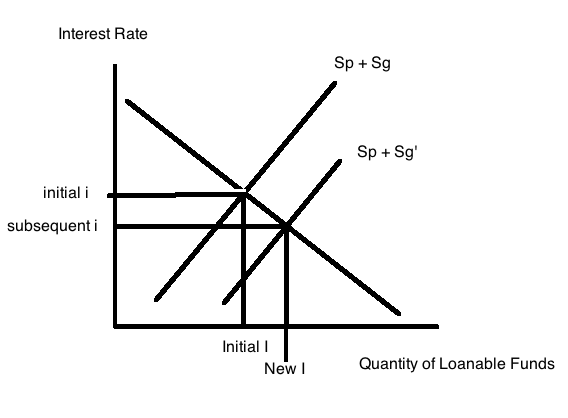 Interest Rate
Sp + Sg
Sp + Sg'
initial i
subsequent i
Initial I
New I
Quantity of Loanable Funds